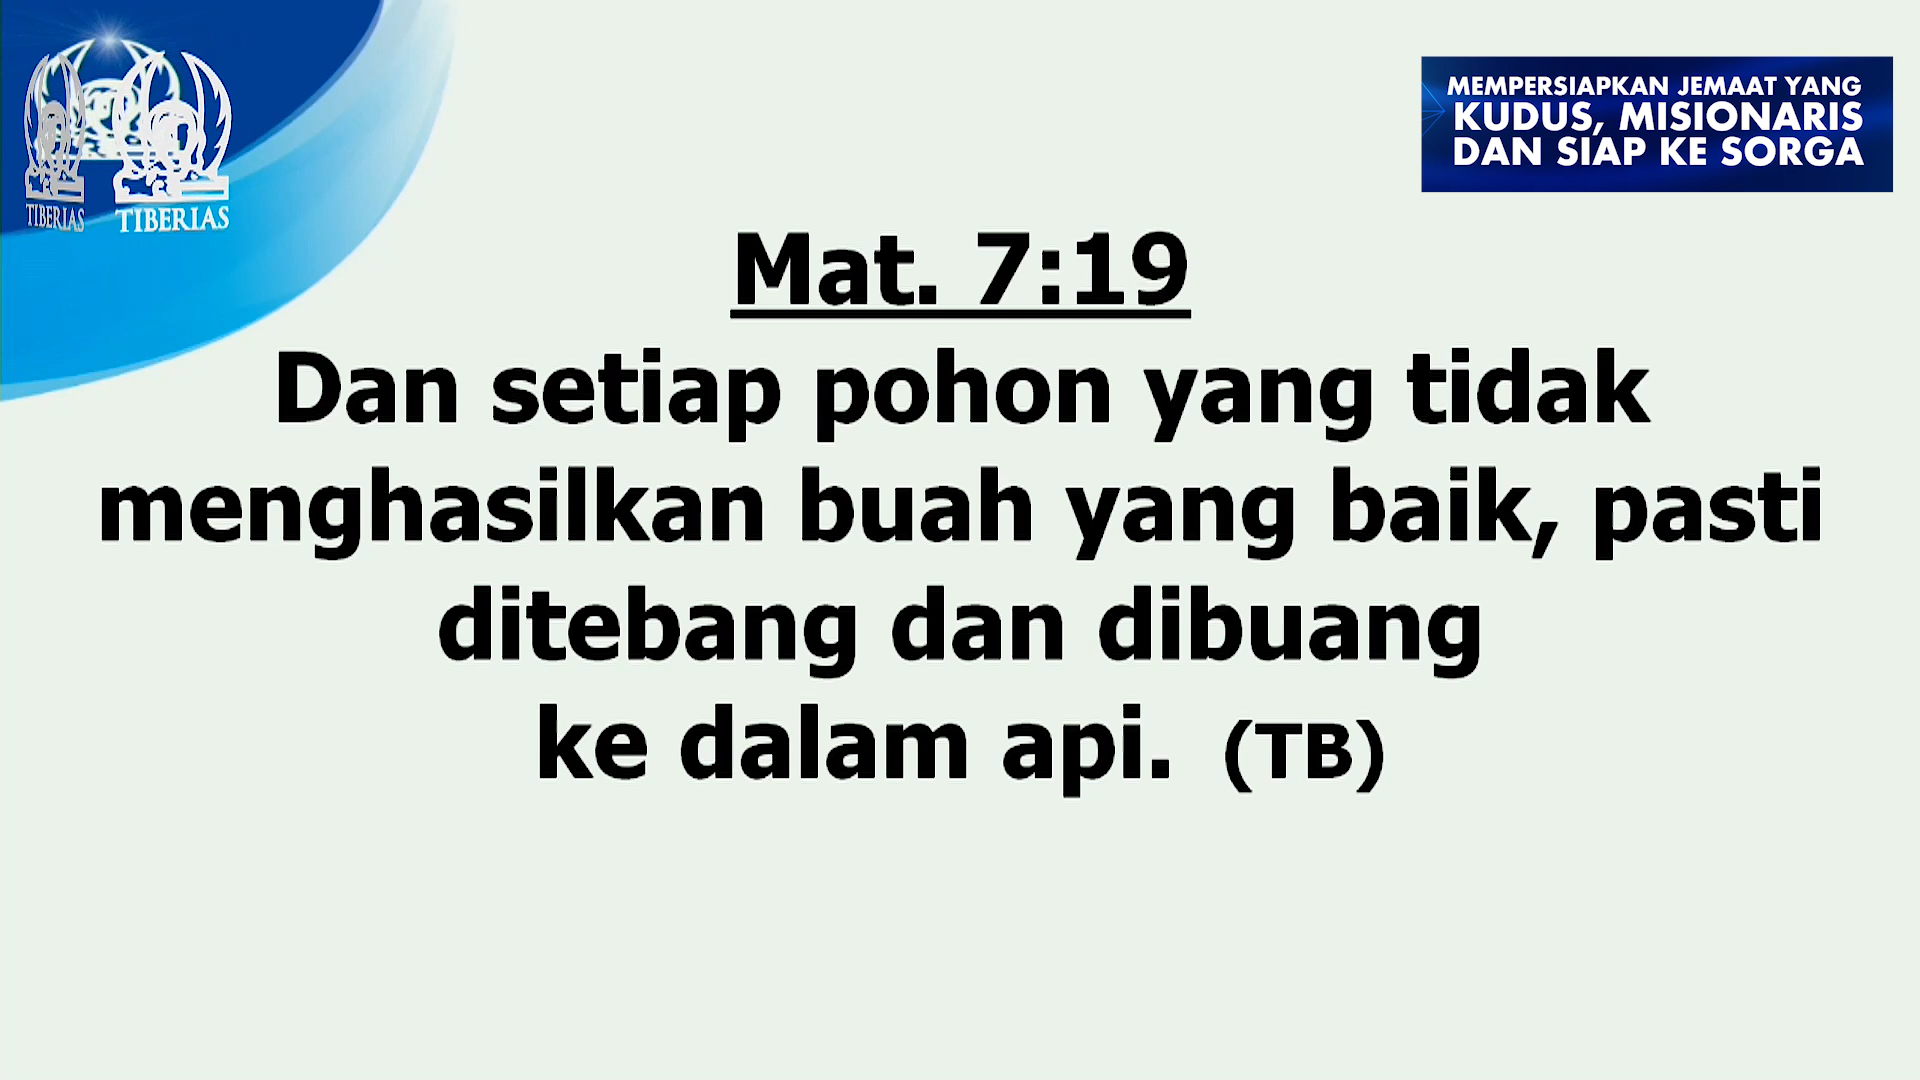 TIBERIAS
TIBERIAS
MEMPERSIAPKAN JEMAAT YANG
KUDUS, MISIONARIS
DAN SIAP KE SORGA
Mat. 7:19
Dan setiap pohon yang tidak
menghasilkan buah yang baik, pasti
ditebang dan dibuang
ke dalam api. (TB)